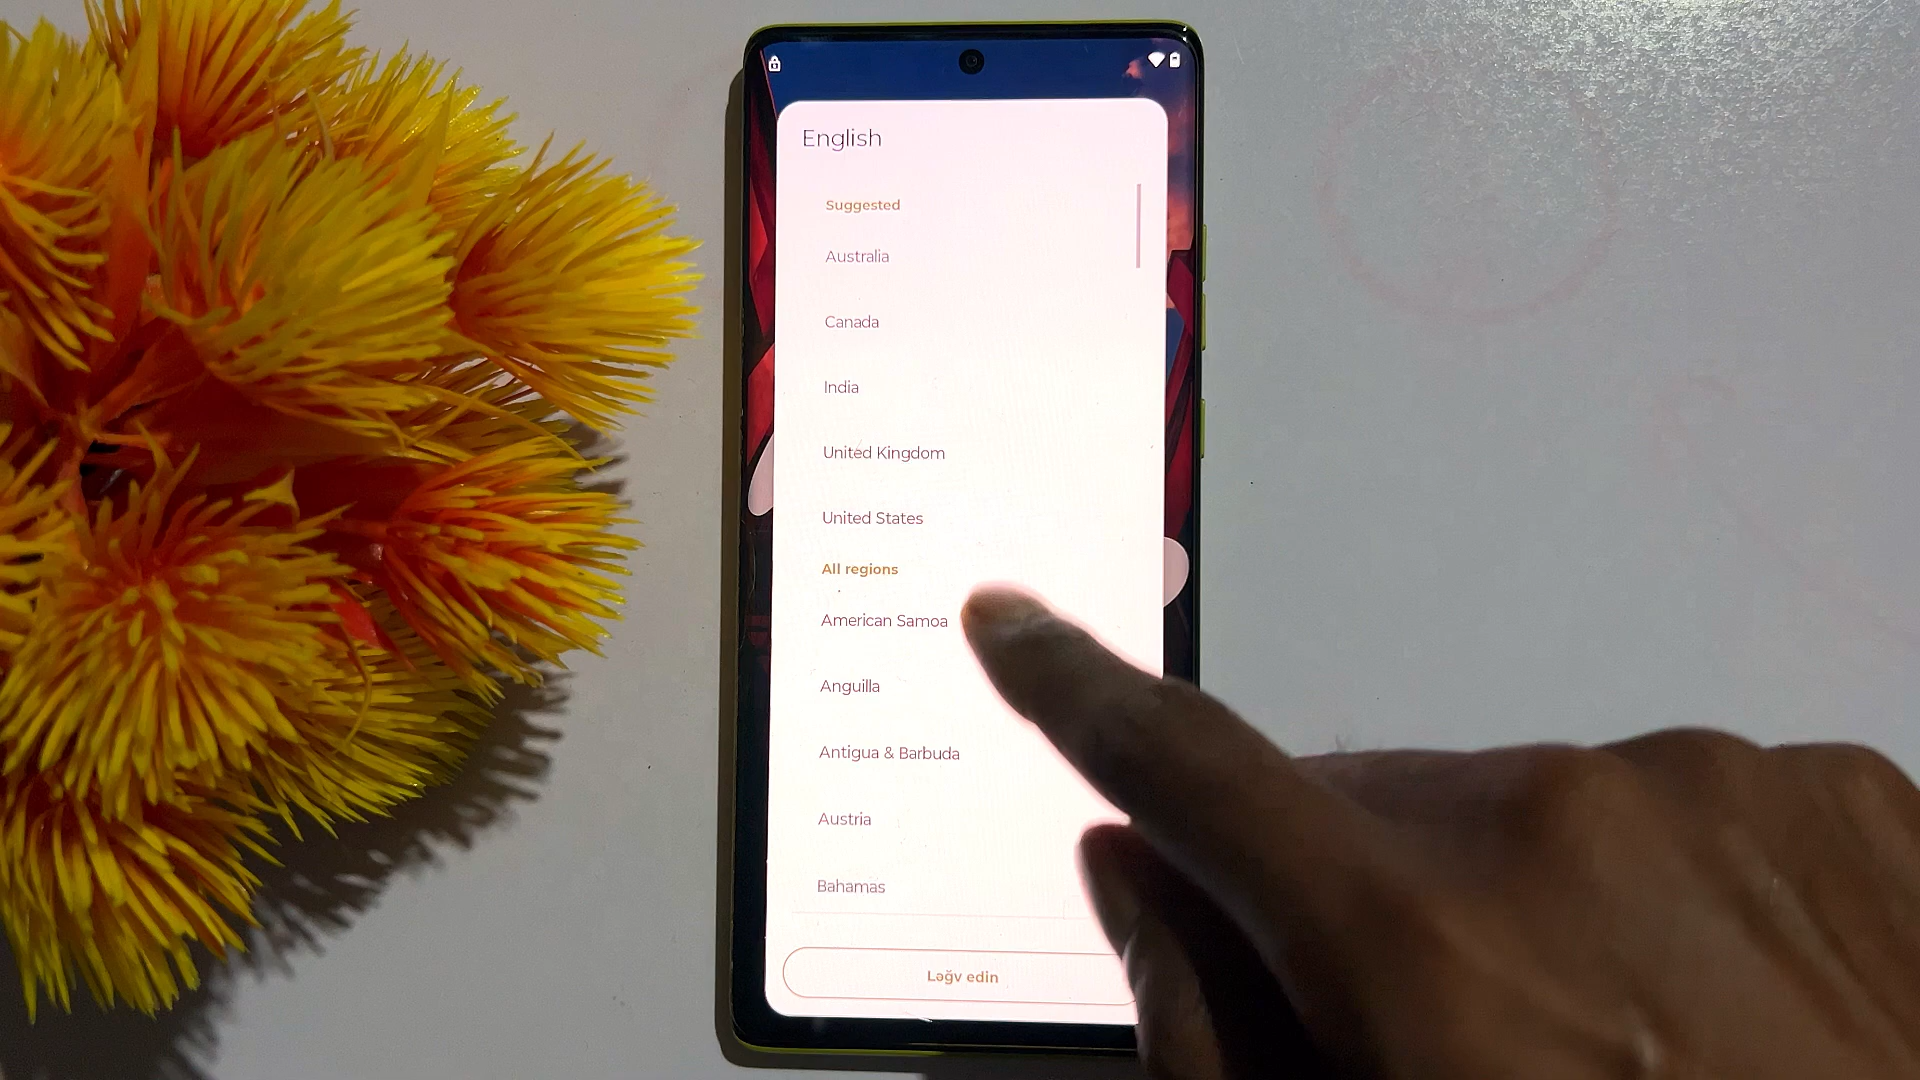 English
Suggested
Australia
Canada
India
United Kingdom
United States
All regions
American Samoa
Anguilla
Antigua & Barbuda
Austria
Bahamas
Ləğv edin